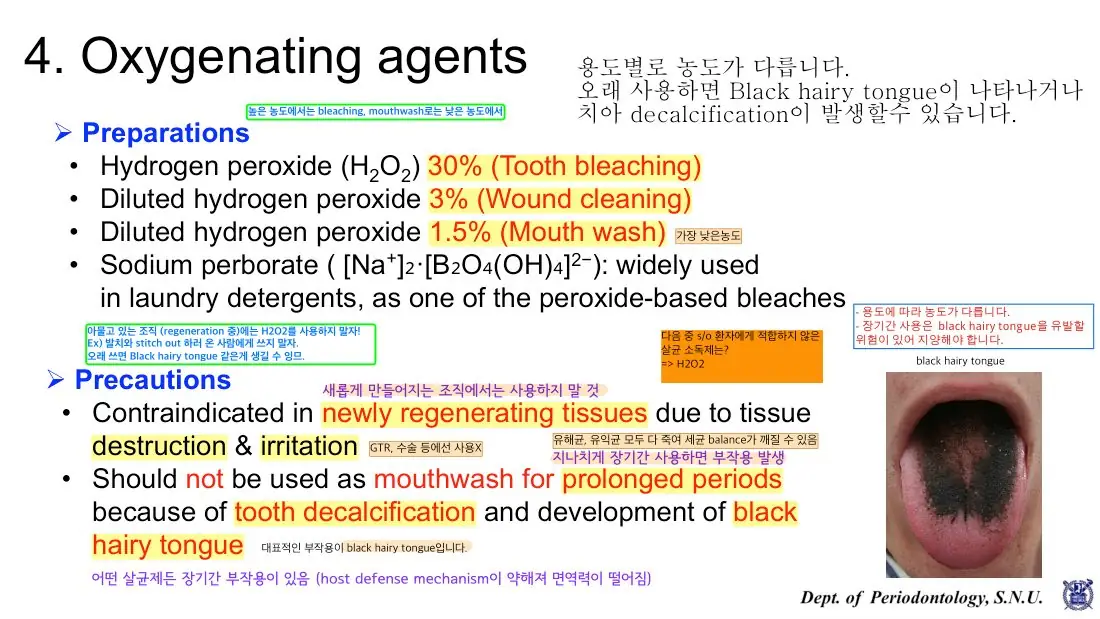 4. Oxygenating agents
용도별로 농도가 다릅니다.
오래 사용하면 Black hairy tongue이 나타나거나
치아 decalcification이 발생할수 있습니다.
높은 농도에서는 bleaching, mouthwash로는 낮은 농도에서
➢ Preparations
• Hydrogen peroxide (H₂O₂) 30% (Tooth bleaching)
• Diluted hydrogen peroxide 3% (Wound cleaning)
• Diluted hydrogen peroxide 1.5% (Mouth wash) 가장 낮은농도
• Sodium perborate ( [Na⁺]₂·[B₂O₄(OH)₄]²⁻): widely used
in laundry detergents, as one of the peroxide-based bleaches
- 용도에 따라 농도가 다릅니다.
- 장기간 사용은 black hairy tongue을 유발할
위험이 있어 지양해야 합니다.
아물고 있는 조직 (regeneration 중)에는 H2O2를 사용하지 말자!
Ex) 발치와 stitch out 하러 온 사람에게 쓰지 말자.
오래 쓰면 Black hairy tongue 같은게 생길 수 잇음.
다음 중 s/o 환자에게 적합하지 않은
살균 소독제는?
=> H2O2
black hairy tongue
➢ Precautions
새롭게 만들어지는 조직에서는 사용하지 말 것
• Contraindicated in newly regenerating tissues due to tissue
destruction & irritation GTR, 수술 등에선 사용X
유해균, 유익균 모두 다 죽여 세균 balance가 깨질 수 있음
지나치게 장기간 사용하면 부작용 발생
• Should not be used as mouthwash for prolonged periods
because of tooth decalcification and development of black
hairy tongue 대표적인 부작용이 black hairy tongue입니다.
어떤 살균제든 장기간 부작용이 있음 (host defense mechanism이 약해져 면역력이 떨어짐)
Dept. of Periodontology, S.N.U.